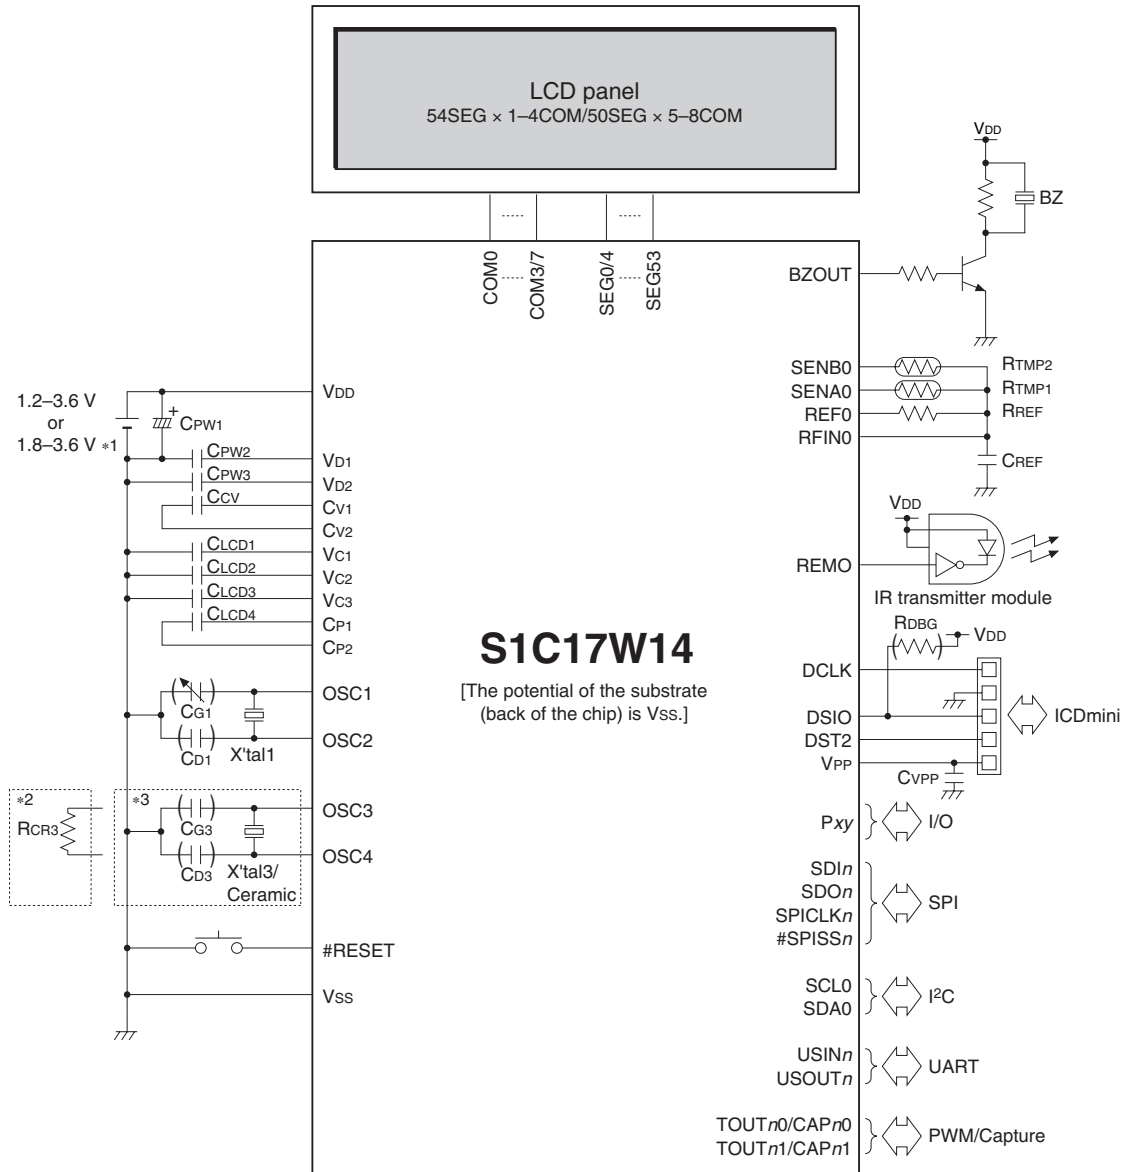 LCD panel
54SEG × 1–4COM/50SEG × 5–8COM
COM0
COM3/7
SEG0/4
SEG53
VDD
BZ
BZOUT
SENB0
SENA0
REF0
RFIN0
RTMP2
RTMP1
RREF
CREF
VDD
REMO
IR transmitter module
RDBG
VDD
DCLK
DSIO
DST2
VPP
CVPP
ICDmini
Pxy
I/O
SDIn
SDOn
SPICLKn
#SPISSn
SPI
SCL0
SDA0
I²C
USINn
USOUTn
UART
TOUTn0/CAPn0
TOUTn1/CAPn1
PWM/Capture
S1C17W14
[The potential of the substrate
(back of the chip) is VSS.]
1.2–3.6 V
or
1.8–3.6 V *1
+
CPW1
CPW2
CPW3
CCV
CLCD1
CLCD2
CLCD3
CLCD4
VDD
VD1
VD2
CV1
CV2
VC1
VC2
VC3
CP1
CP2
CG1
CD1
X'tal1
OSC1
OSC2
*2
RCR3
*3
CG3
CD3
X'tal3/
Ceramic
OSC3
OSC4
#RESET
VSS